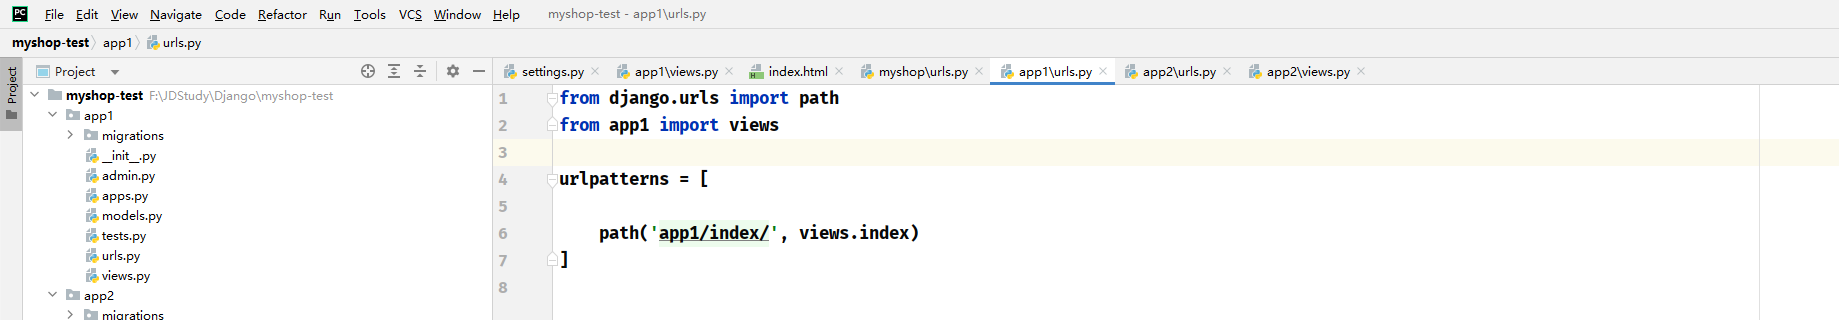 PC File Edit View Navigate Code Refactor Run Tools VCS Window Help myshop-test - app1\urls.py
myshop-test app1 urls.py
Project
Project settings.py app1\views.py index.html myshop\urls.py app1\urls.py app2\urls.py app2\views.py
myshop-test F:\JDStudy\Django\myshop-test
app1
migrations
__init__.py
admin.py
apps.py
models.py
tests.py
urls.py
views.py
app2
migrations
1 from django.urls import path
2 from app1 import views
3
4 urlpatterns = [
5
6 path('app1/index/', views.index)
7 ]
8